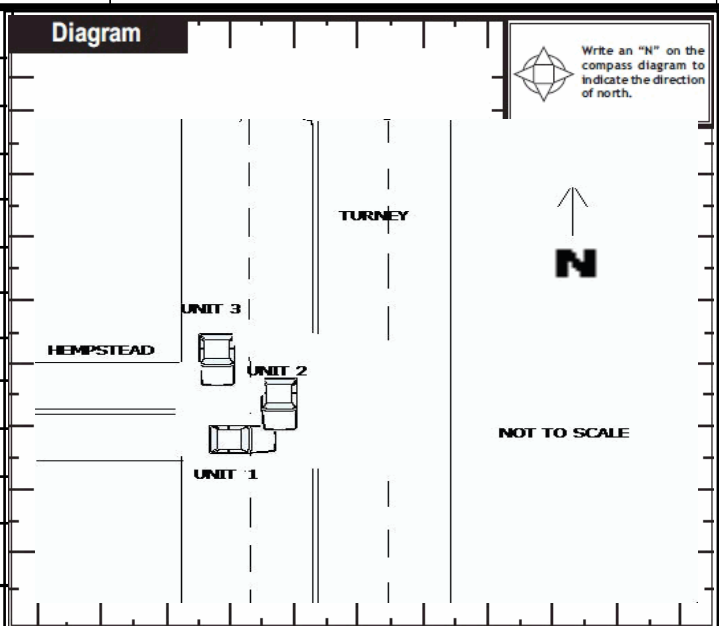 Diagram
Write an "N" on the
compass diagram to
indicate the direction
of north.
TURNEY
N
UNIT 3
HEMPSTEAD
UNIT 2
NOT TO SCALE
UNIT 1